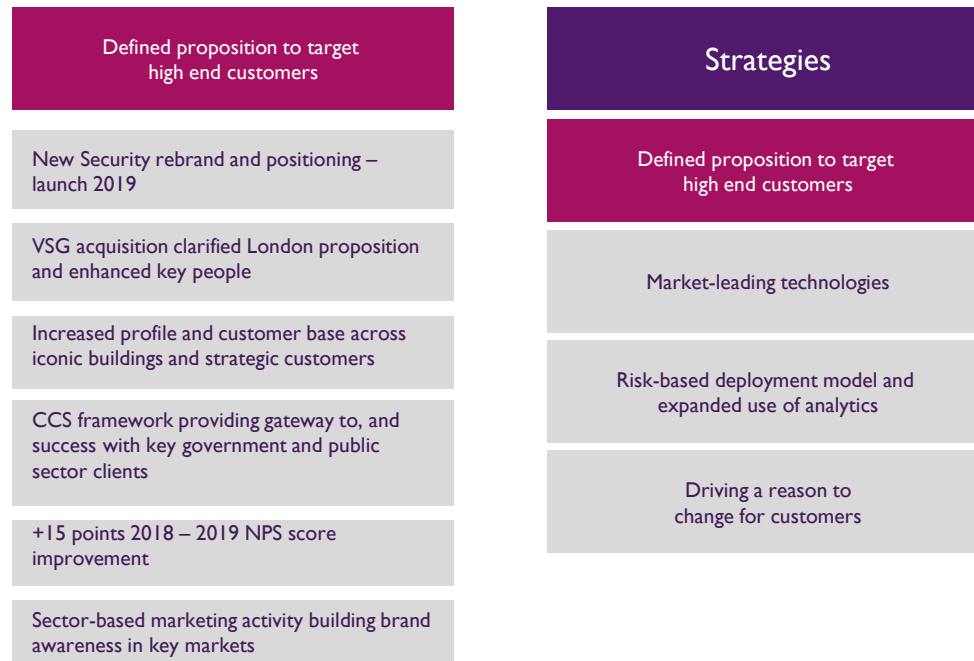 Defined proposition to target
high end customers
New Security rebrand and positioning –
launch 2019
VSG acquisition clarified London proposition
and enhanced key people
Increased profile and customer base across
iconic buildings and strategic customers
CCS framework providing gateway to, and
success with key government and public
sector clients
+15 points 2018 – 2019 NPS score
improvement
Sector-based marketing activity building brand
awareness in key markets
Strategies
Defined proposition to target
high end customers
Market-leading technologies
Risk-based deployment model and
expanded use of analytics
Driving a reason to
change for customers